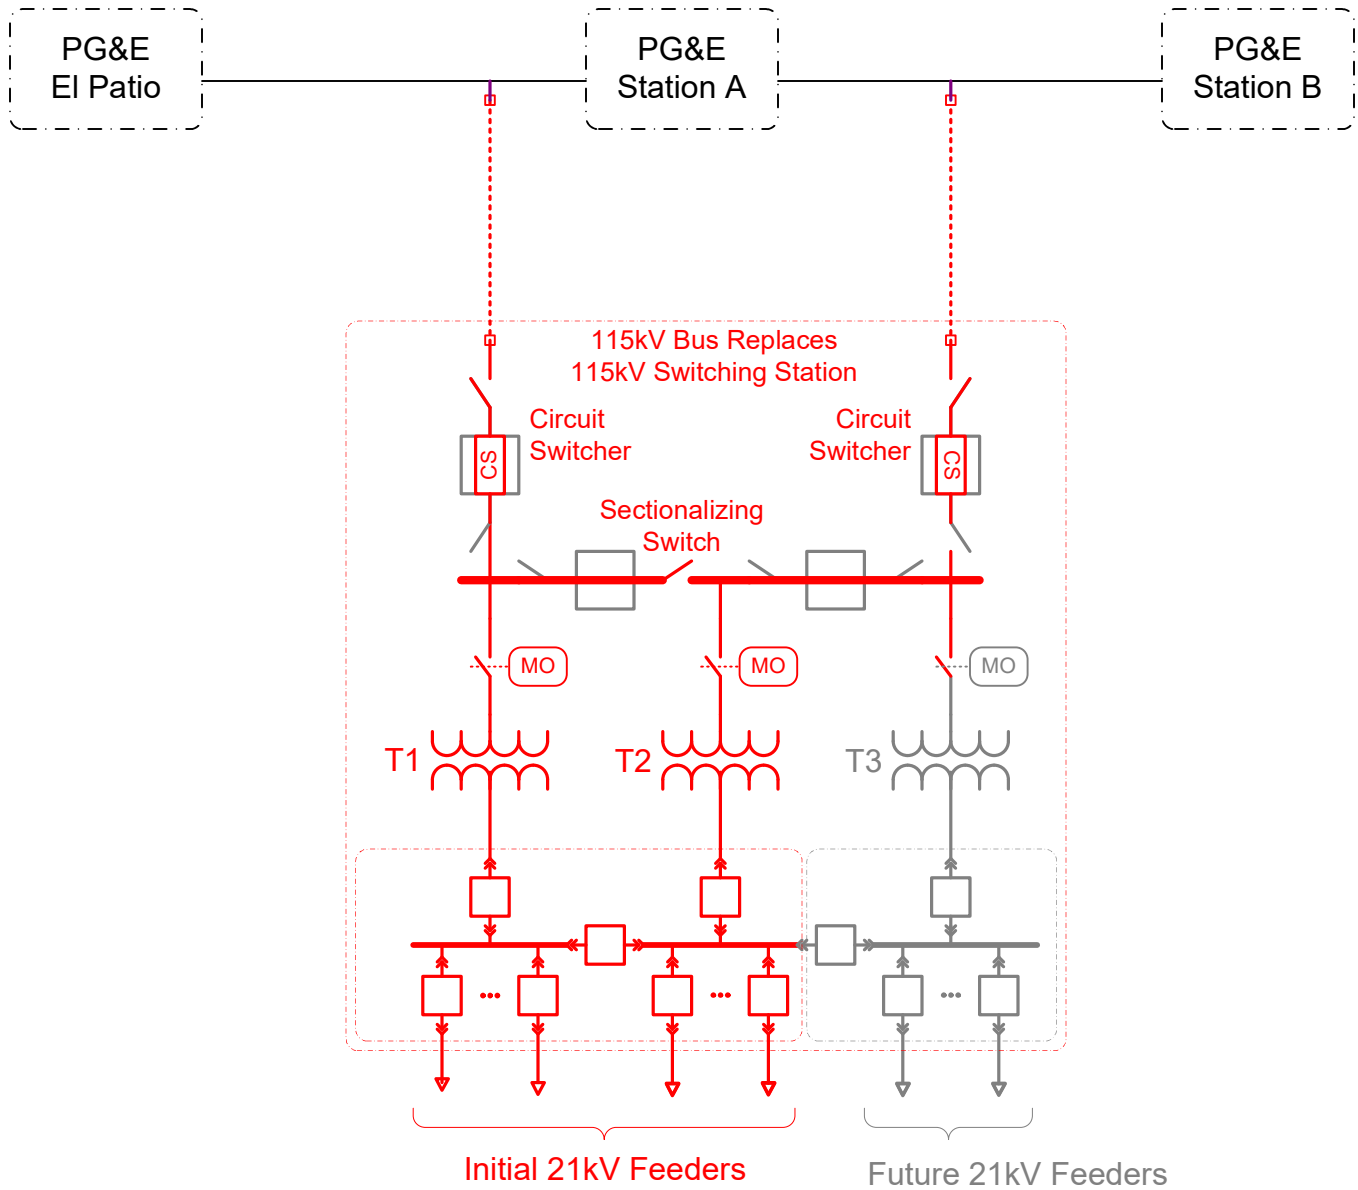 PG&E
El Patio
PG&E
Station A
PG&E
Station B
115kV Bus Replaces
115kV Switching Station
Circuit
Switcher
Circuit
Switcher
CS
CS
Sectionalizing
Switch
MO
MO
MO
T1
T2
T3
Initial 21kV Feeders
Future 21kV Feeders